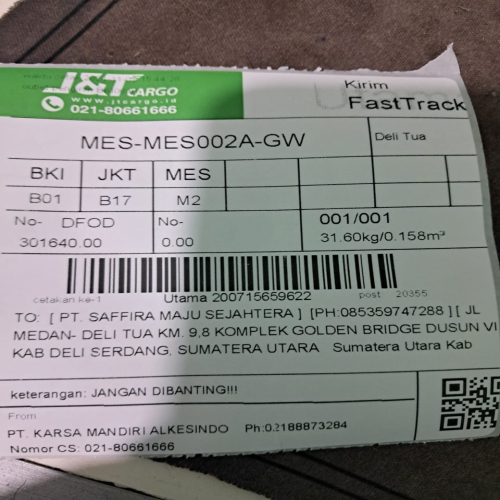 J&T CARGO
www.jtcargo.id
021-80661666
Kirim
FastTrack
MES-MES002A-GW
Deli Tua
BKI JKT MES
B01 B17 M2
No- DFOD No- 001/001
301640.00 0.00 31.60kg/0.158m³
cetakan ke-1 Utama 200715659622 post 20355
TO: [ PT. SAFFIRA MAJU SEJAHTERA ] [PH:085359747288 ] [ JL
MEDAN- DELI TUA KM. 9,8 KOMPLEK GOLDEN BRIDGE DUSUN VI
KAB DELI SERDANG, SUMATERA UTARA Sumatera Utara Kab
keterangan: JANGAN DIBANTING!!!
From
PT. KARSA MANDIRI ALKESINDO Ph:02188873284
Nomor CS: 021-80661666